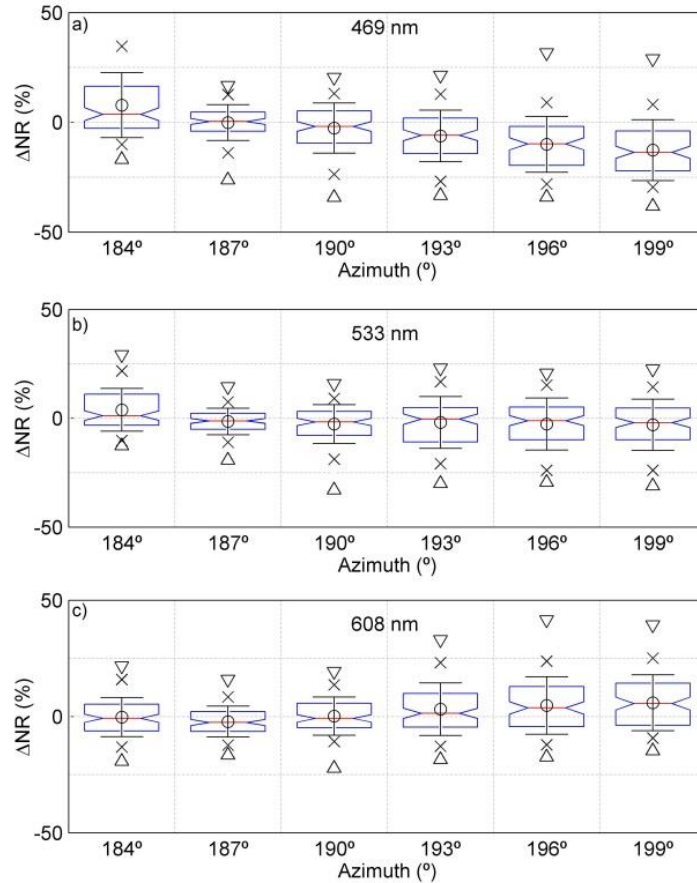 50
a)
469 nm
ΔNR (%)
0
-50
184º 187º 190º 193º 196º 199º
Azimuth (º)
50
b)
533 nm
ΔNR (%)
0
-50
184º 187º 190º 193º 196º 199º
Azimuth (º)
50
c)
608 nm
ΔNR (%)
0
-50
184º 187º 190º 193º 196º 199º
Azimuth (º)